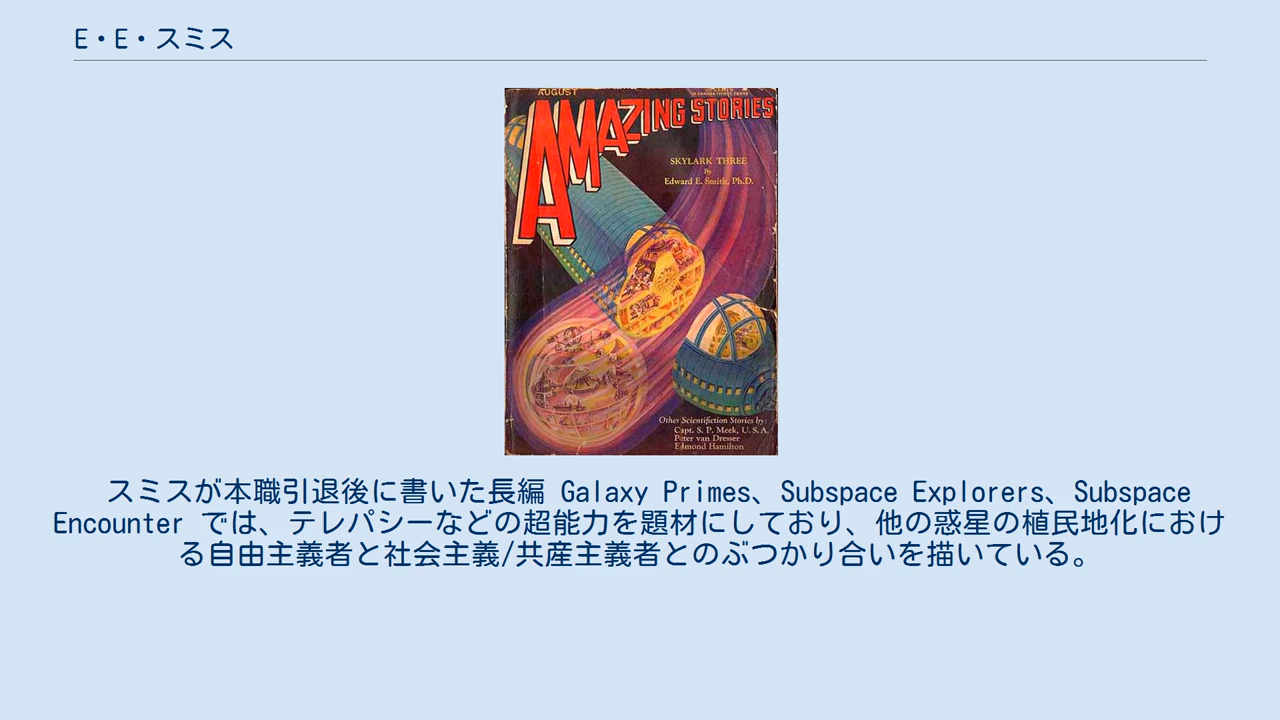 E・E・スミス
AUGUST
AMAZING STORIES
SKYLARK THREE
By
Edward E. Smith, Ph.D.
Other Scientifiction Stories by:
Capt. S. P. Meek, U. S. A.
Peter van Dresser
Edmond Hamilton
スミスが本職引退後に書いた長編 Galaxy Primes、Subspace Explorers、Subspace
Encounter では、テレパシーなどの超能力を題材にしており、他の惑星の植民地化におけ
る自由主義者と社会主義/共産主義者とのぶつかり合いを描いている。